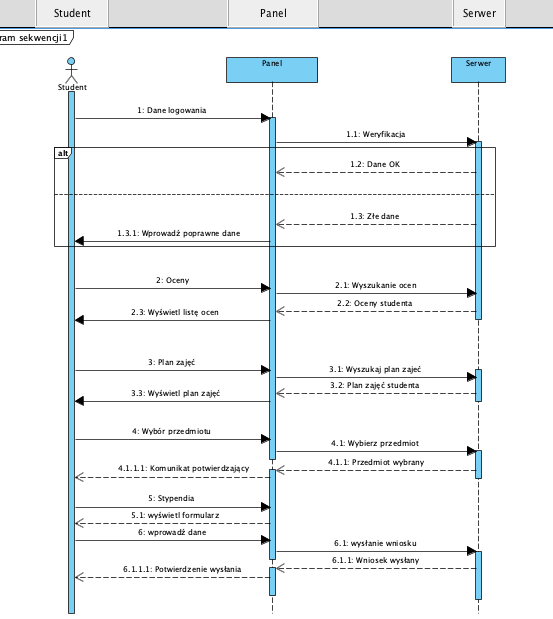 Student Panel Serwer
ram sekwencji1
Panel Serwer
Student
1: Dane logowania
1.1: Weryfikacja
alt
1.2: Dane OK
1.3: Złe dane
1.3.1: Wprowadź poprawne dane
2: Oceny
2.1: Wyszukanie ocen
2.2: Oceny studenta
2.3: Wyświetl listę ocen
3: Plan zajęć
3.1: Wyszukaj plan zajeć
3.2: Plan zajęć studenta
3.3: Wyświetl plan zajęć
4: Wybór przedmiotu
4.1: Wybierz przedmiot
4.1.1: Przedmiot wybrany
4.1.1.1: Komunikat potwierdzający
5: Stypendia
5.1: wyświetl formularz
6: wprowadź dane
6.1: wysłanie wniosku
6.1.1: Wniosek wysłany
6.1.1.1: Potwierdzenie wysłania